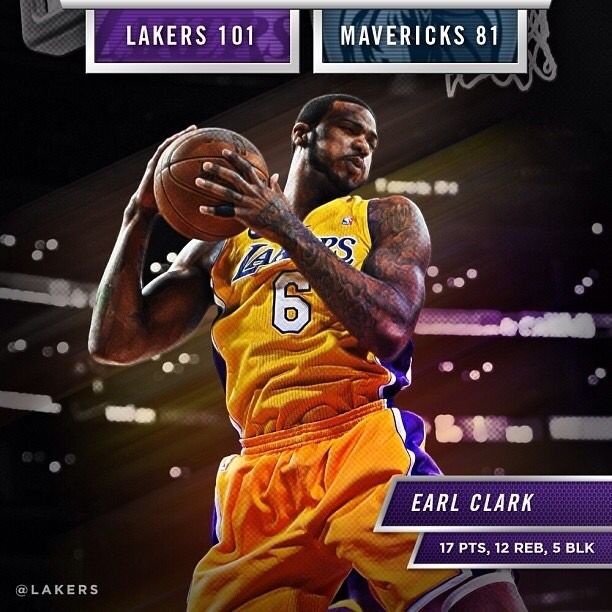 LAKERS 101
MAVERICKS 81
LAKERS
6
EARL CLARK
17 PTS, 12 REB, 5 BLK
@LAKERS